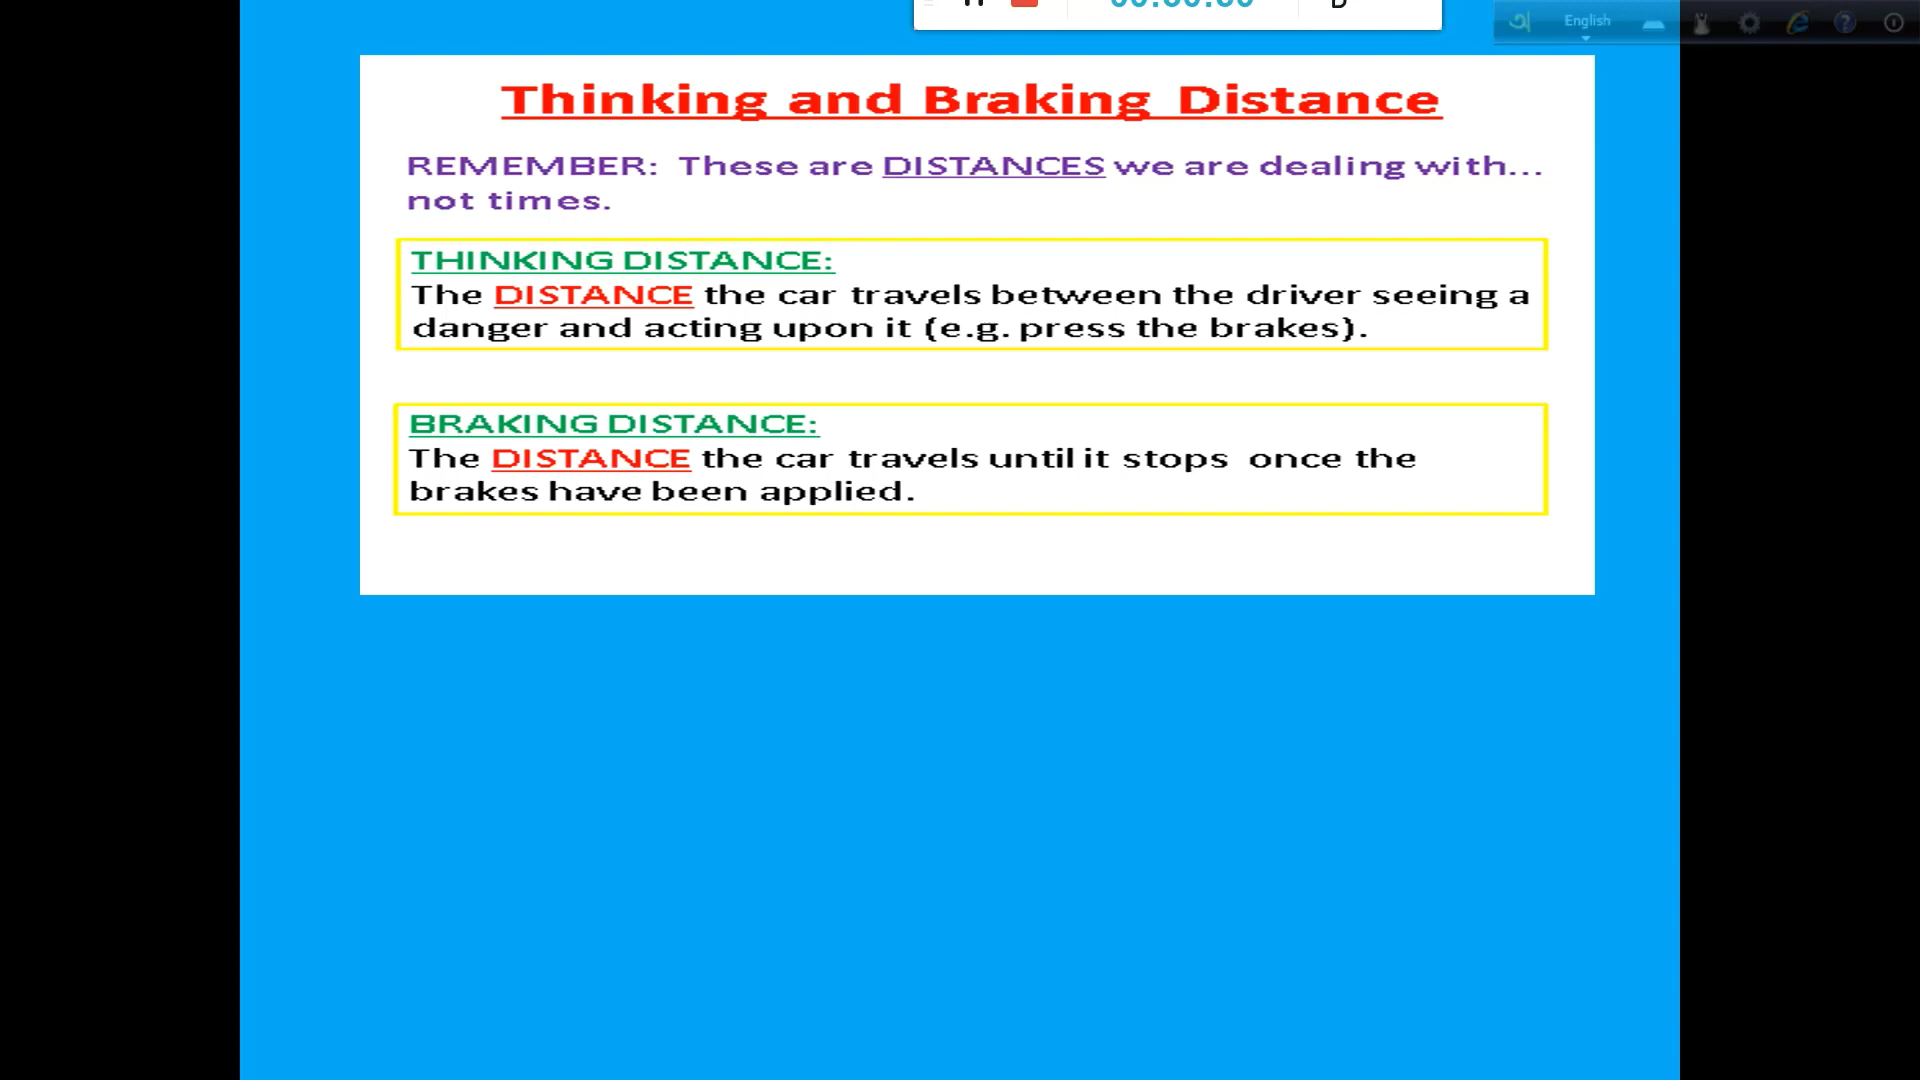 English
Thinking and Braking Distance
REMEMBER: These are DISTANCES we are dealing with...
not times.
THINKING DISTANCE:
The DISTANCE the car travels between the driver seeing a
danger and acting upon it (e.g. press the brakes).
BRAKING DISTANCE:
The DISTANCE the car travels until it stops once the
brakes have been applied.